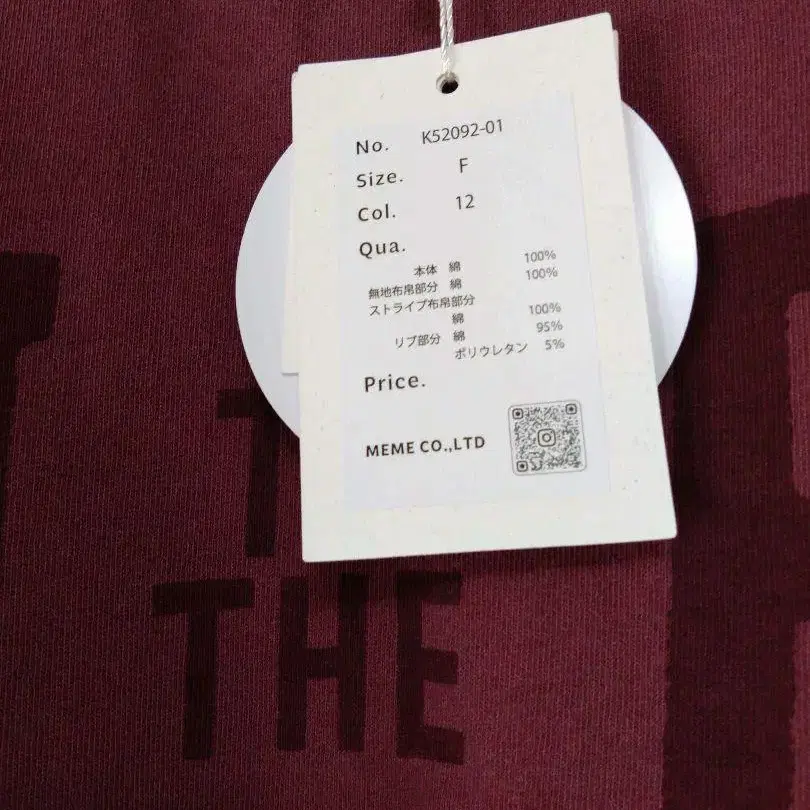 No. K52092-01
Size. F
Col. 12
Qua.
本体 綿 100%
無地布帛部分 綿 100%
ストライプ布帛部分
綿 100%
リブ部分 綿 95%
ポリウレタン 5%
Price.
MEME CO.,LTD
T
THE